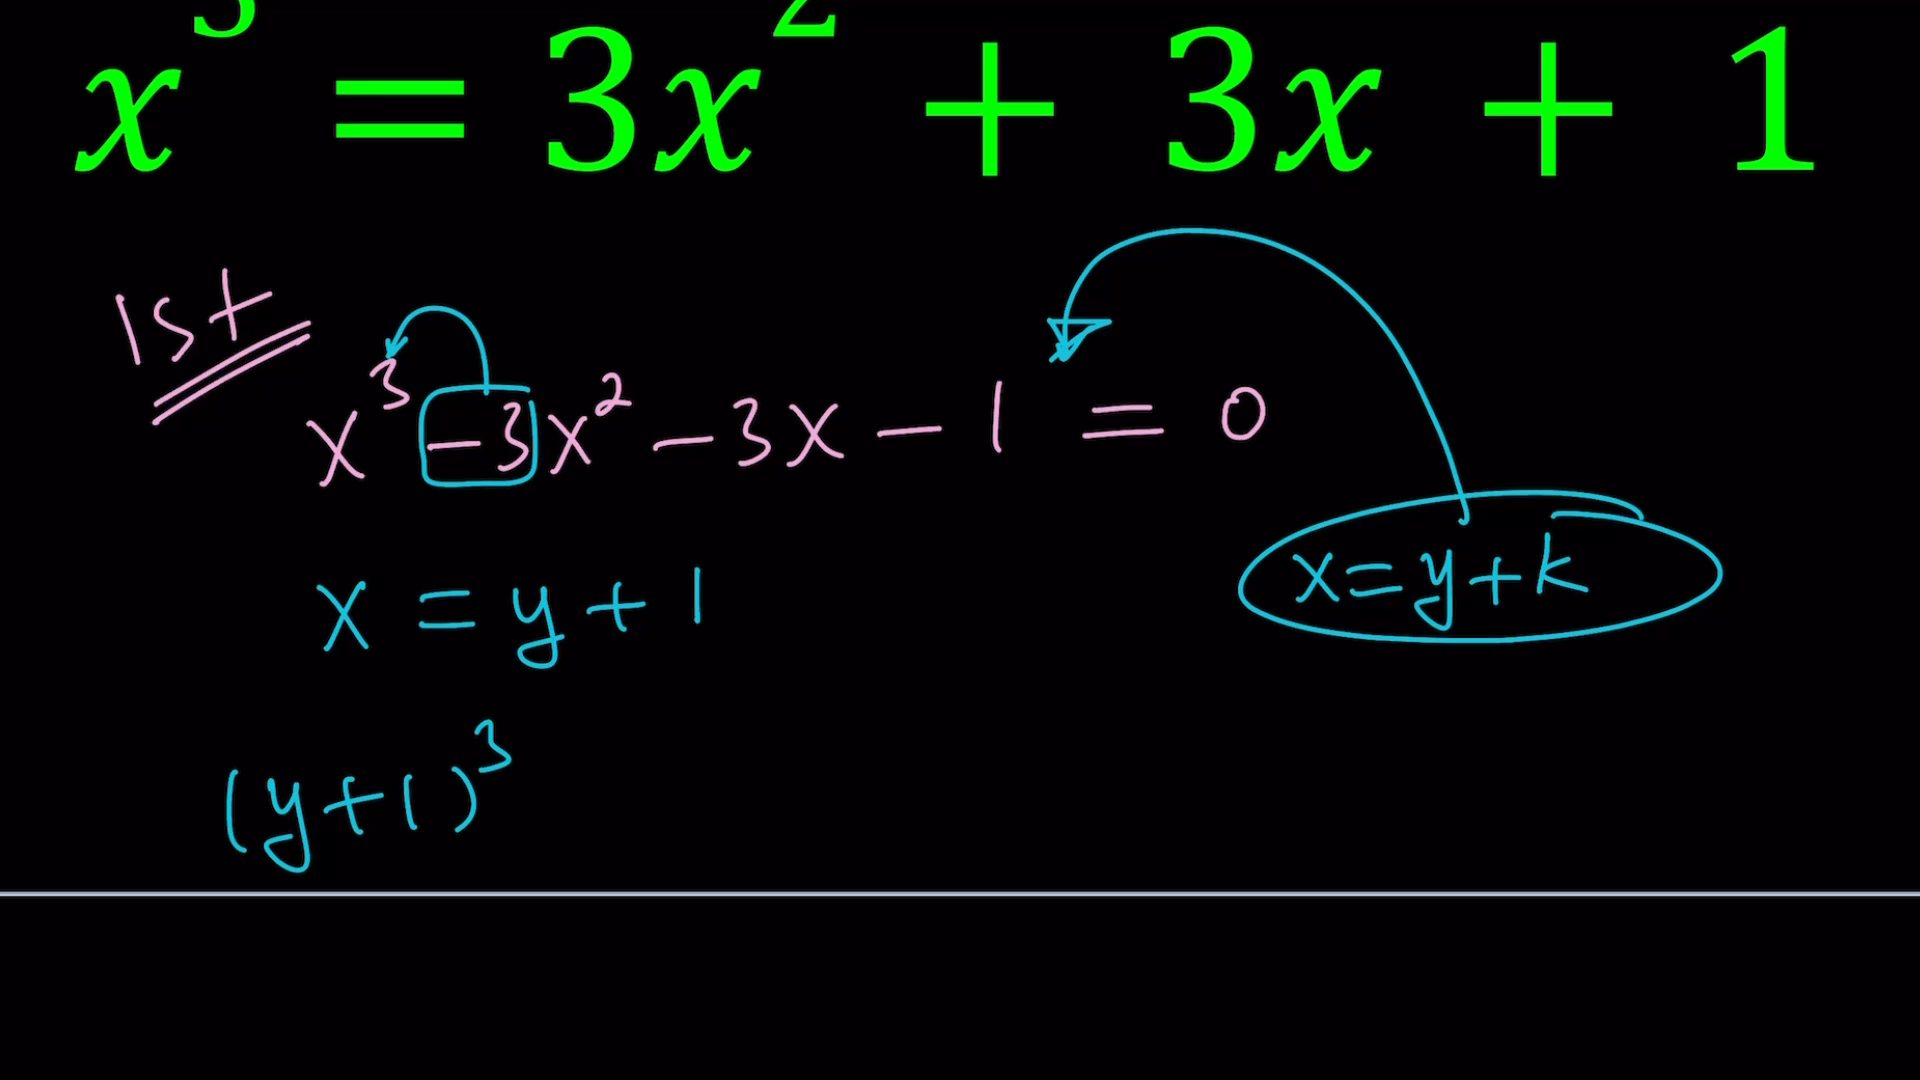 x³ = 3x² + 3x + 1
1st
x³ - 3x² - 3x - 1 = 0
x = y + k
x = y + 1
(y + 1)³